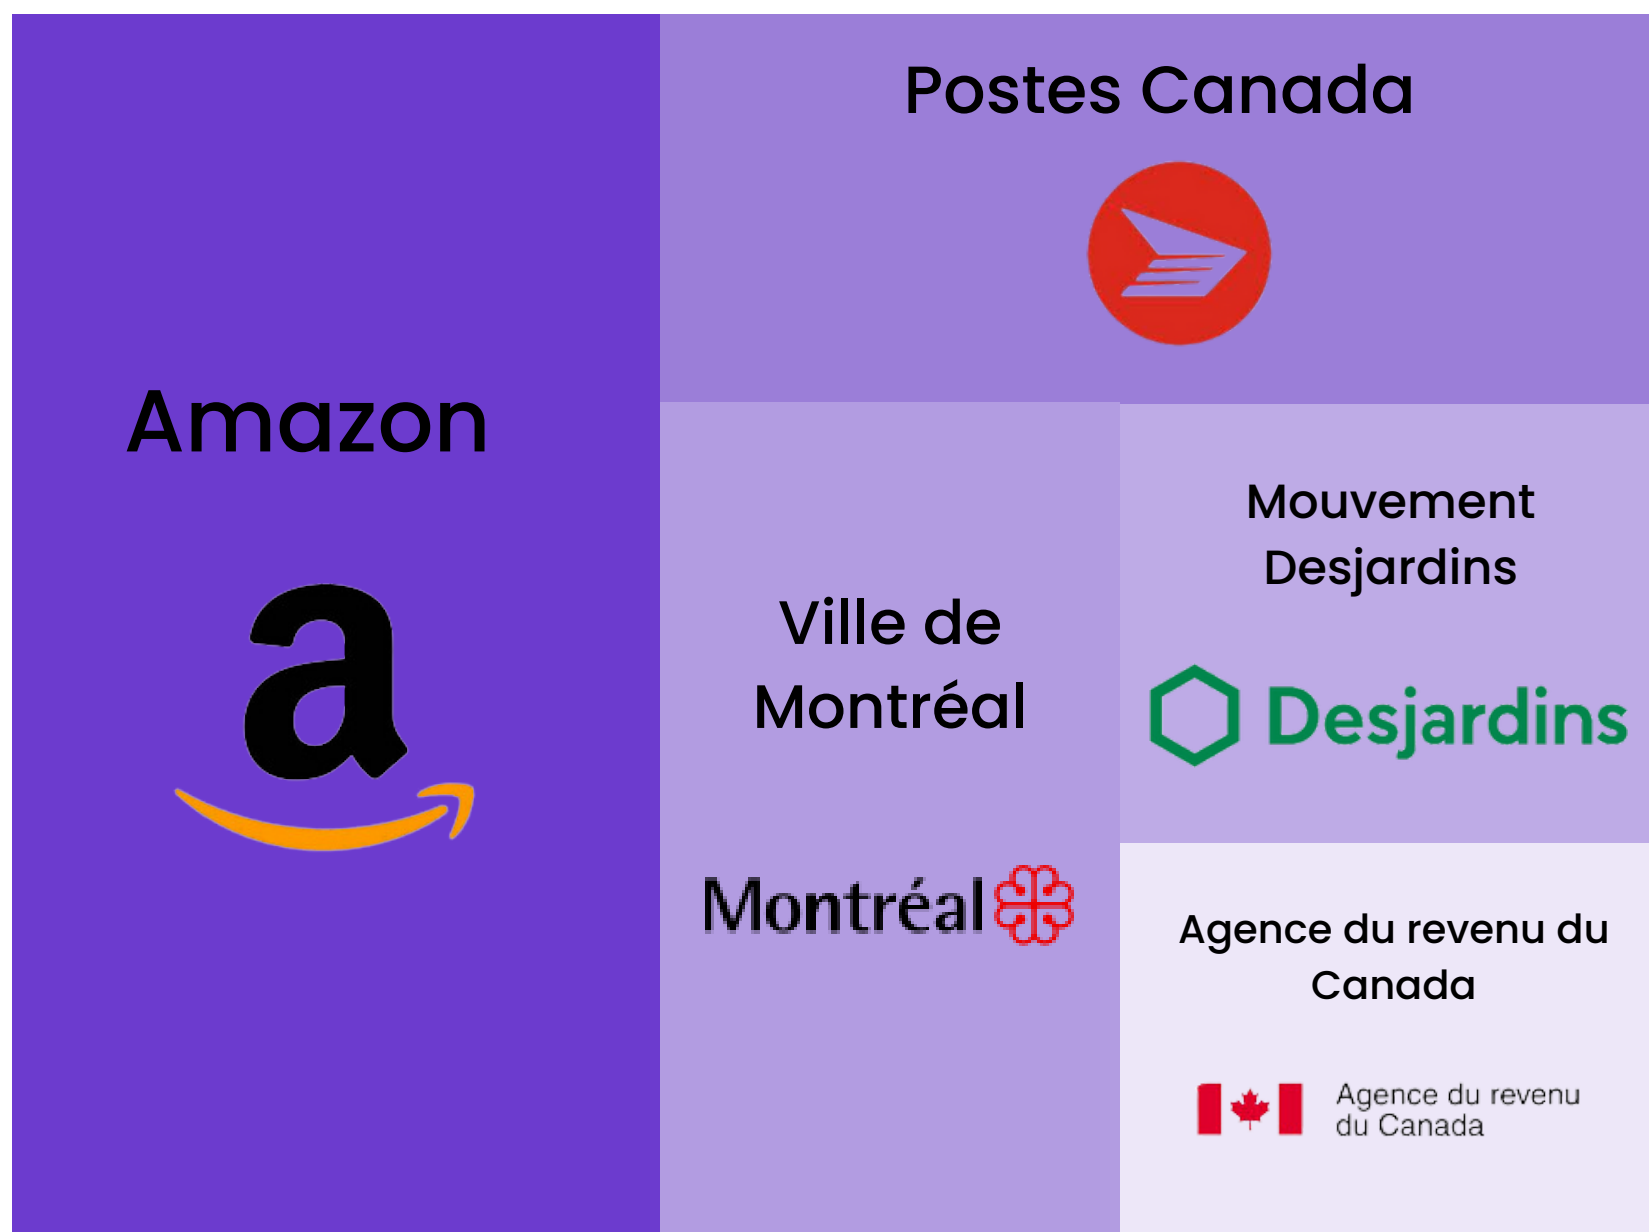 Amazon
a
Postes Canada
Ville de
Montréal
Montréal
Mouvement
Desjardins
Desjardins
Agence du revenu du
Canada
Agence du revenu
du Canada